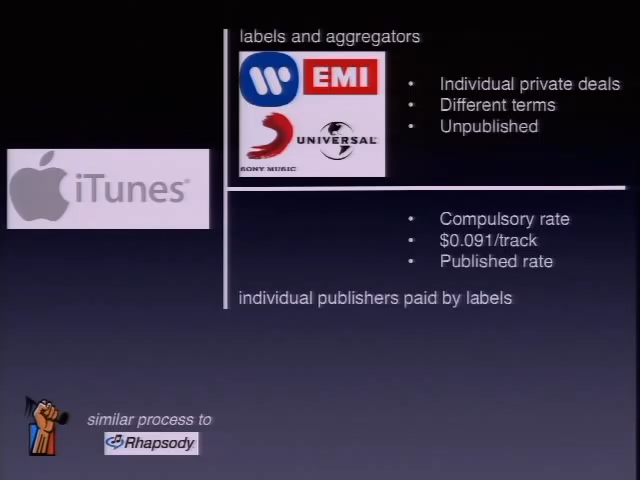 labels and aggregators
EMI
SONY MUSIC
UNIVERSAL
• Individual private deals
• Different terms
• Unpublished
iTunes
• Compulsory rate
• $0.091/track
• Published rate
individual publishers paid by labels
similar process to
Rhapsody